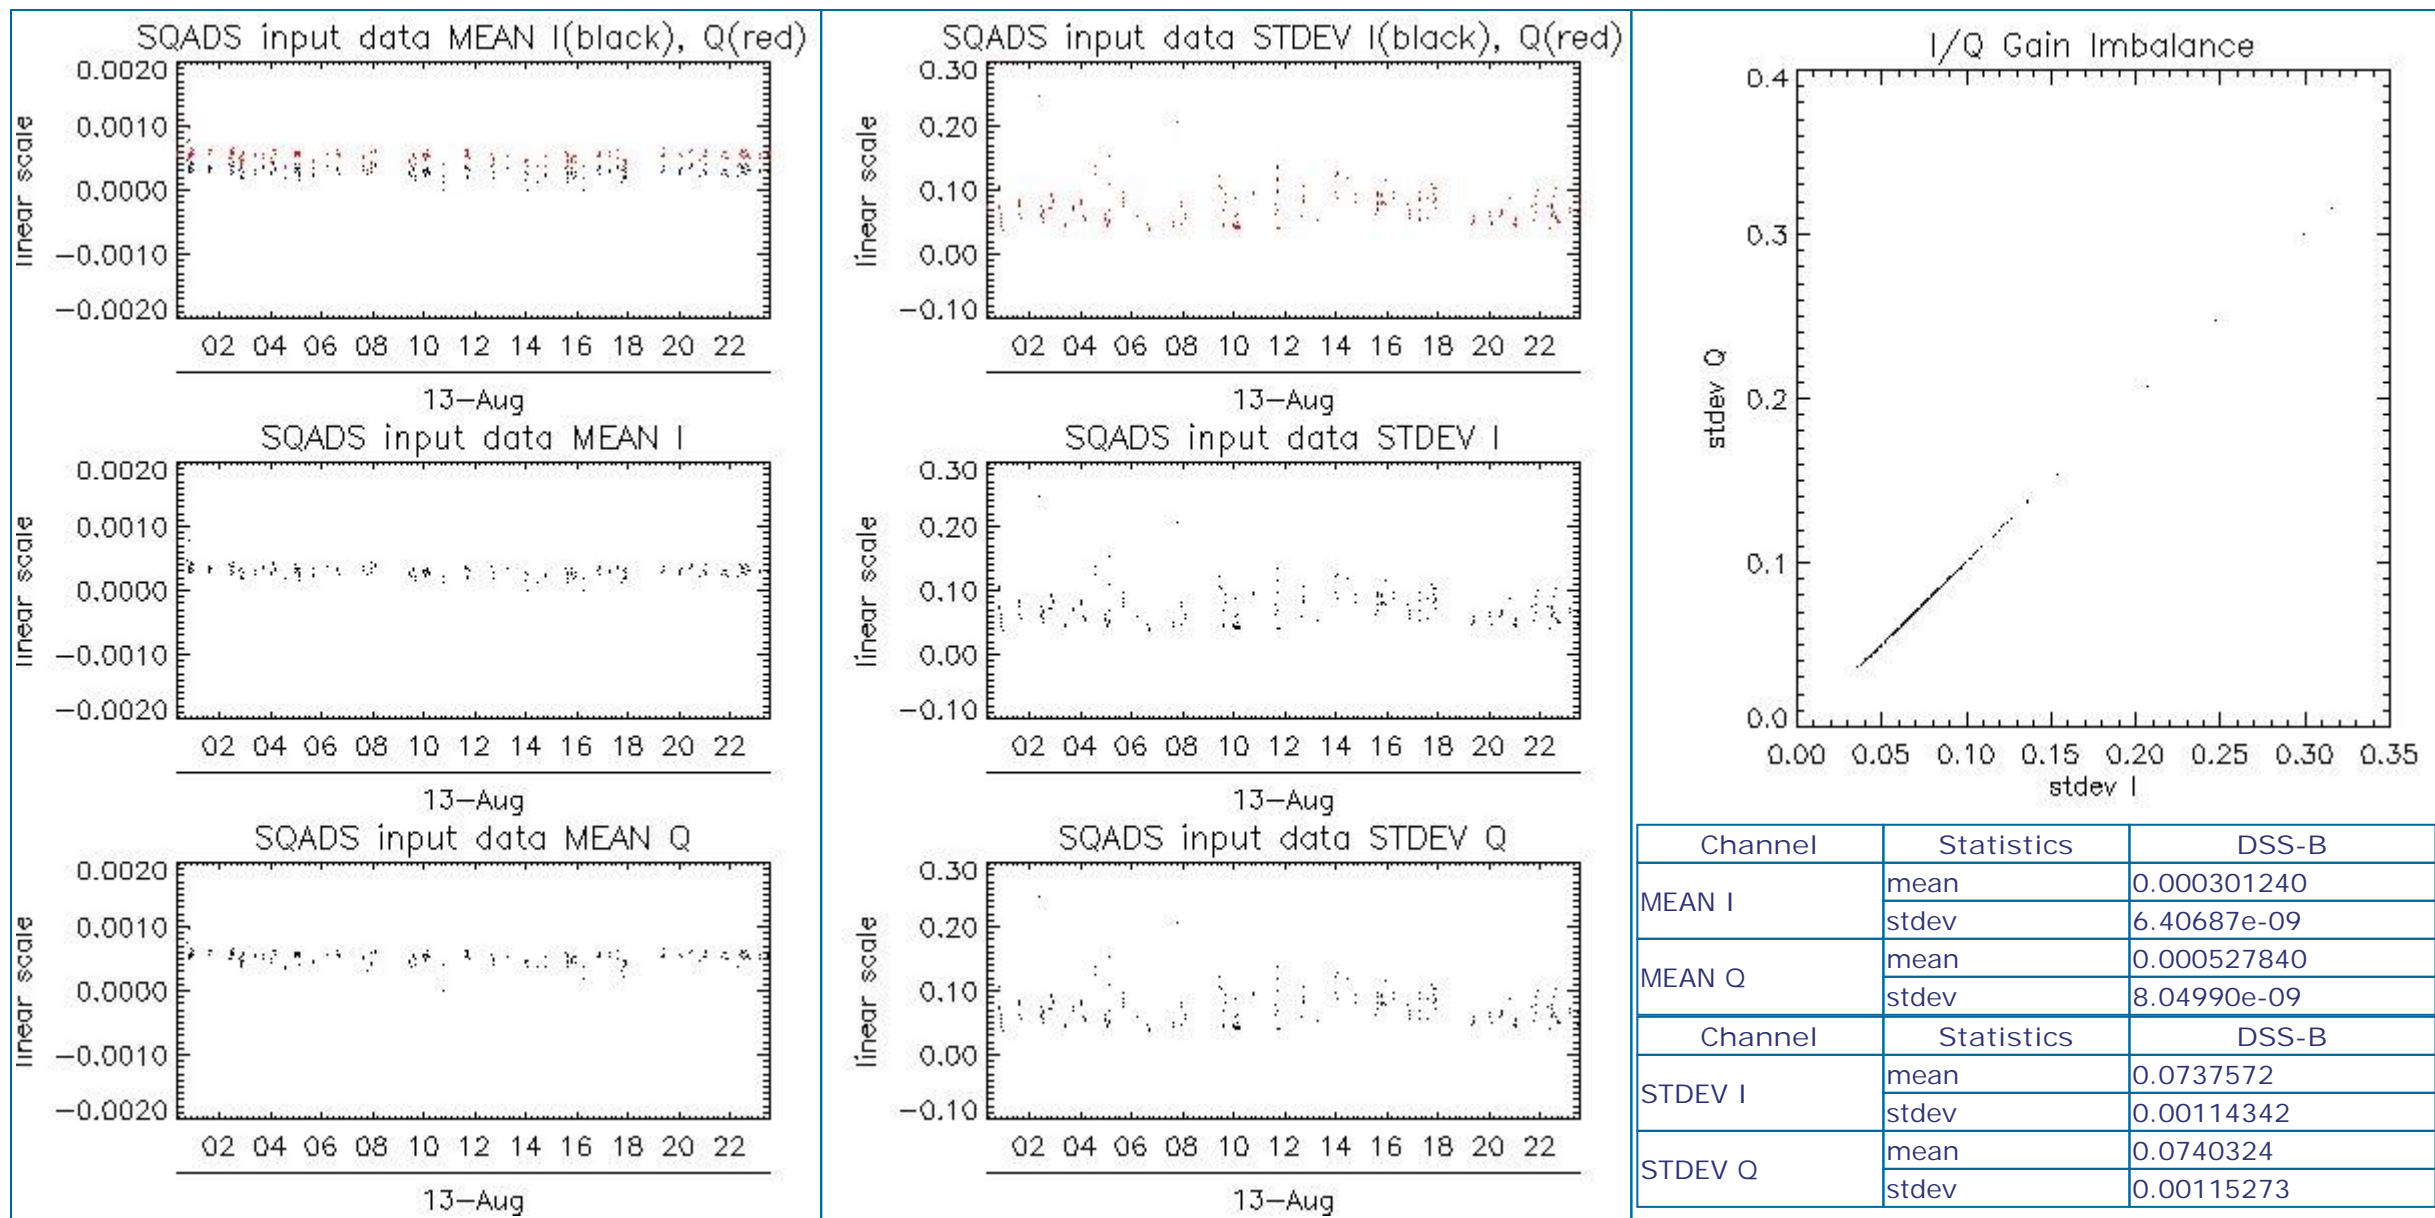 SQADS input data MEAN I(black), Q(red)
linear scale
0.0020
0.0010
0.0000
−0.0010
−0.0020
02 04 06 08 10 12 14 16 18 20 22
13−Aug
SQADS input data MEAN I
linear scale
0.0020
0.0010
0.0000
−0.0010
−0.0020
02 04 06 08 10 12 14 16 18 20 22
13−Aug
SQADS input data MEAN Q
linear scale
0.0020
0.0010
0.0000
−0.0010
−0.0020
02 04 06 08 10 12 14 16 18 20 22
13−Aug
SQADS input data STDEV I(black), Q(red)
linear scale
0.30
0.20
0.10
0.00
−0.10
02 04 06 08 10 12 14 16 18 20 22
13−Aug
SQADS input data STDEV I
linear scale
0.30
0.20
0.10
0.00
−0.10
02 04 06 08 10 12 14 16 18 20 22
13−Aug
SQADS input data STDEV Q
linear scale
0.30
0.20
0.10
0.00
−0.10
02 04 06 08 10 12 14 16 18 20 22
13−Aug
I/Q Gain Imbalance
stdev Q
0.4
0.3
0.2
0.1
0.0
0.00 0.05 0.10 0.15 0.20 0.25 0.30 0.35
stdev I
Channel Statistics DSS-B
MEAN I mean 0.000301240
stdev 6.40687e-09
MEAN Q mean 0.000527840
stdev 8.04990e-09
Channel Statistics DSS-B
STDEV I mean 0.0737572
stdev 0.00114342
STDEV Q mean 0.0740324
stdev 0.00115273